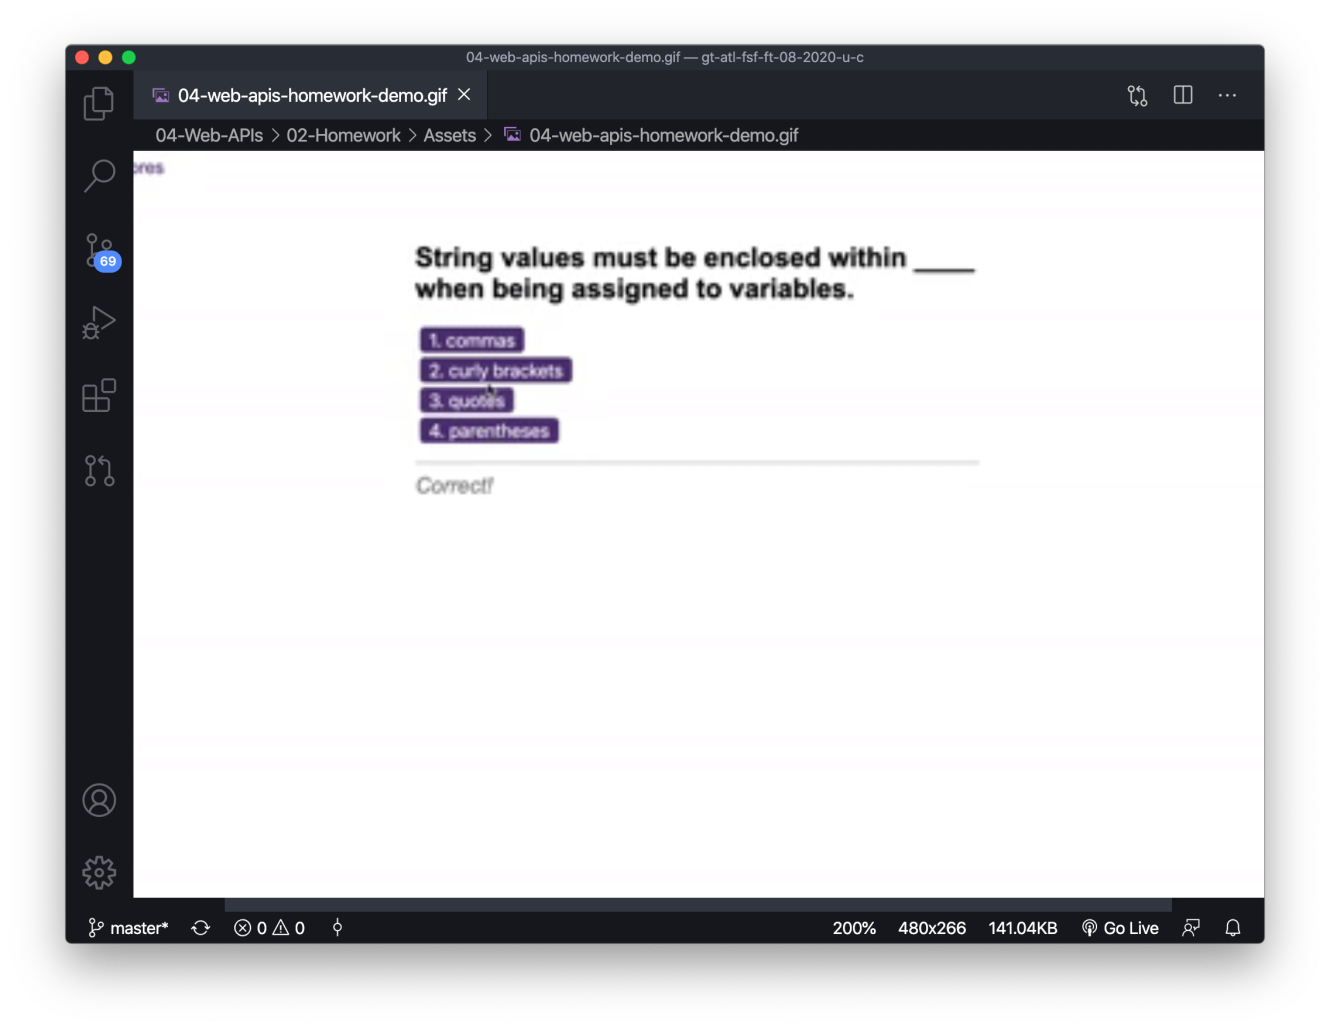 04-web-apis-homework-demo.gif — gt-atl-fsf-ft-08-2020-u-c
04-web-apis-homework-demo.gif
04-Web-APIs > 02-Homework > Assets > 04-web-apis-homework-demo.gif
ores
69
String values must be enclosed within ____
when being assigned to variables.
1. commas
2. curly brackets
3. quotes
4. parentheses
Correct!
master* 0 0 200% 480x266 141.04KB Go Live